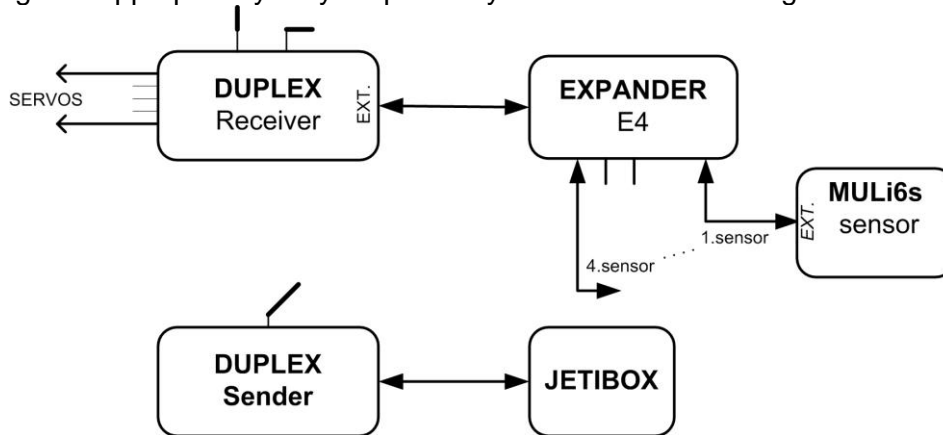 DUPLEX
Receiver
EXT.
SERVOS
EXPANDER
E4
MULi6s
sensor
EXT.
1.sensor
4.sensor
DUPLEX
Sender
JETIBOX